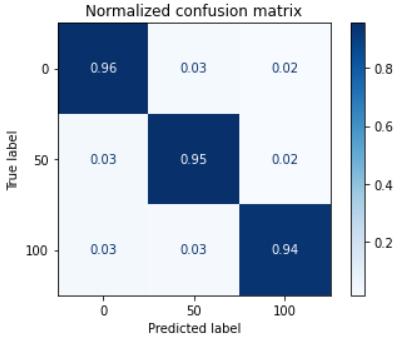 Normalized confusion matrix
0 0.96 0.03 0.02
50 0.03 0.95 0.02
100 0.03 0.03 0.94
0 50 100
Predicted label
True label
0.8
0.6
0.4
0.2